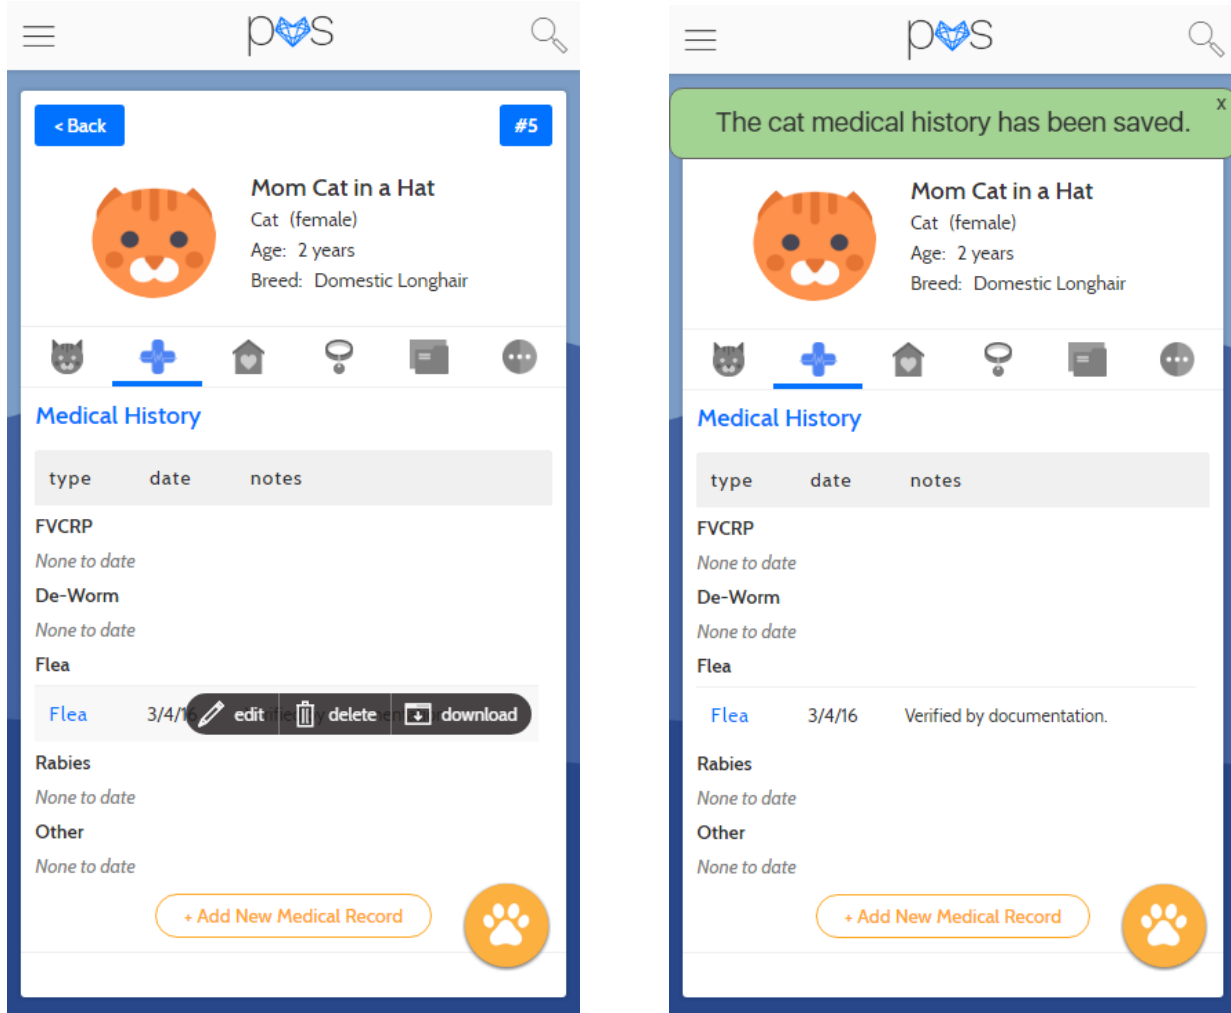 p s
< Back
#5
Mom Cat in a Hat
Cat (female)
Age: 2 years
Breed: Domestic Longhair
Medical History
type date notes
FVCRP
None to date
De-Worm
None to date
Flea
Flea 3/4/16 edit delete download
Rabies
None to date
Other
None to date
+ Add New Medical Record
p s
The cat medical history has been saved.
x
Mom Cat in a Hat
Cat (female)
Age: 2 years
Breed: Domestic Longhair
Medical History
type date notes
FVCRP
None to date
De-Worm
None to date
Flea
Flea 3/4/16 Verified by documentation.
Rabies
None to date
Other
None to date
+ Add New Medical Record